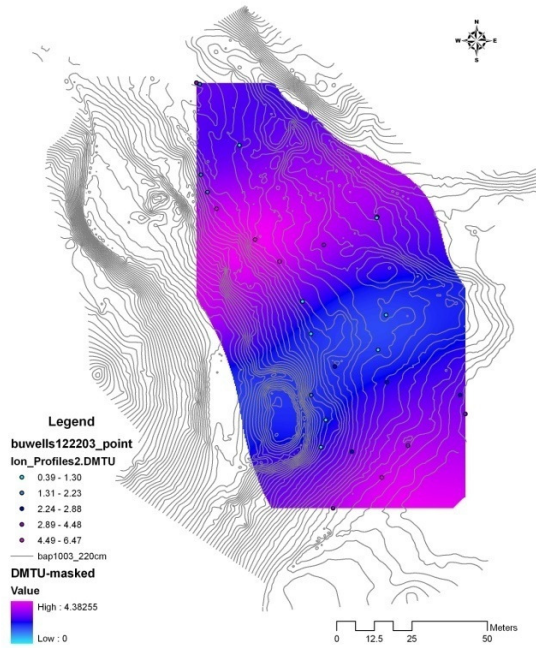 N
W E
S
Legend
buwells122203_point
Ion_Profiles2.DMTU
0.39 - 1.30
1.31 - 2.23
2.24 - 2.88
2.89 - 4.48
4.49 - 6.47
bap1003_220cm
DMTU-masked
Value
High : 4.38255
Low : 0
Meters
0 12.5 25 50